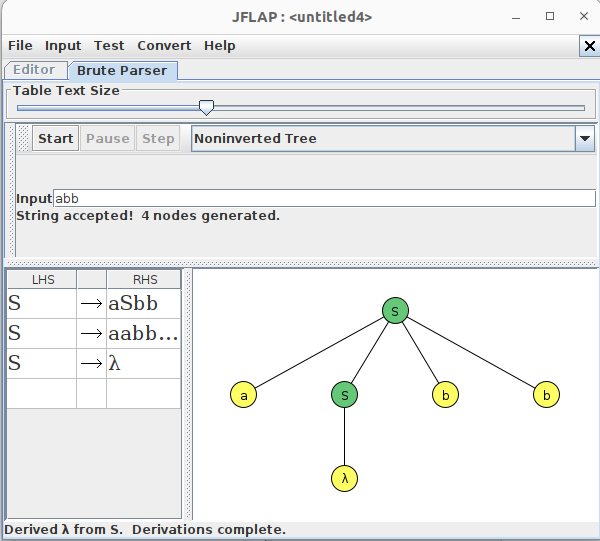 JFLAP : <untitled4>
File Input Test Convert Help
Editor Brute Parser
Table Text Size
Start Pause Step Noninverted Tree
Input abb
String accepted! 4 nodes generated.
LHS RHS
S → aSbb
S → aabb...
S → λ
S
a S b b
λ
Derived λ from S. Derivations complete.